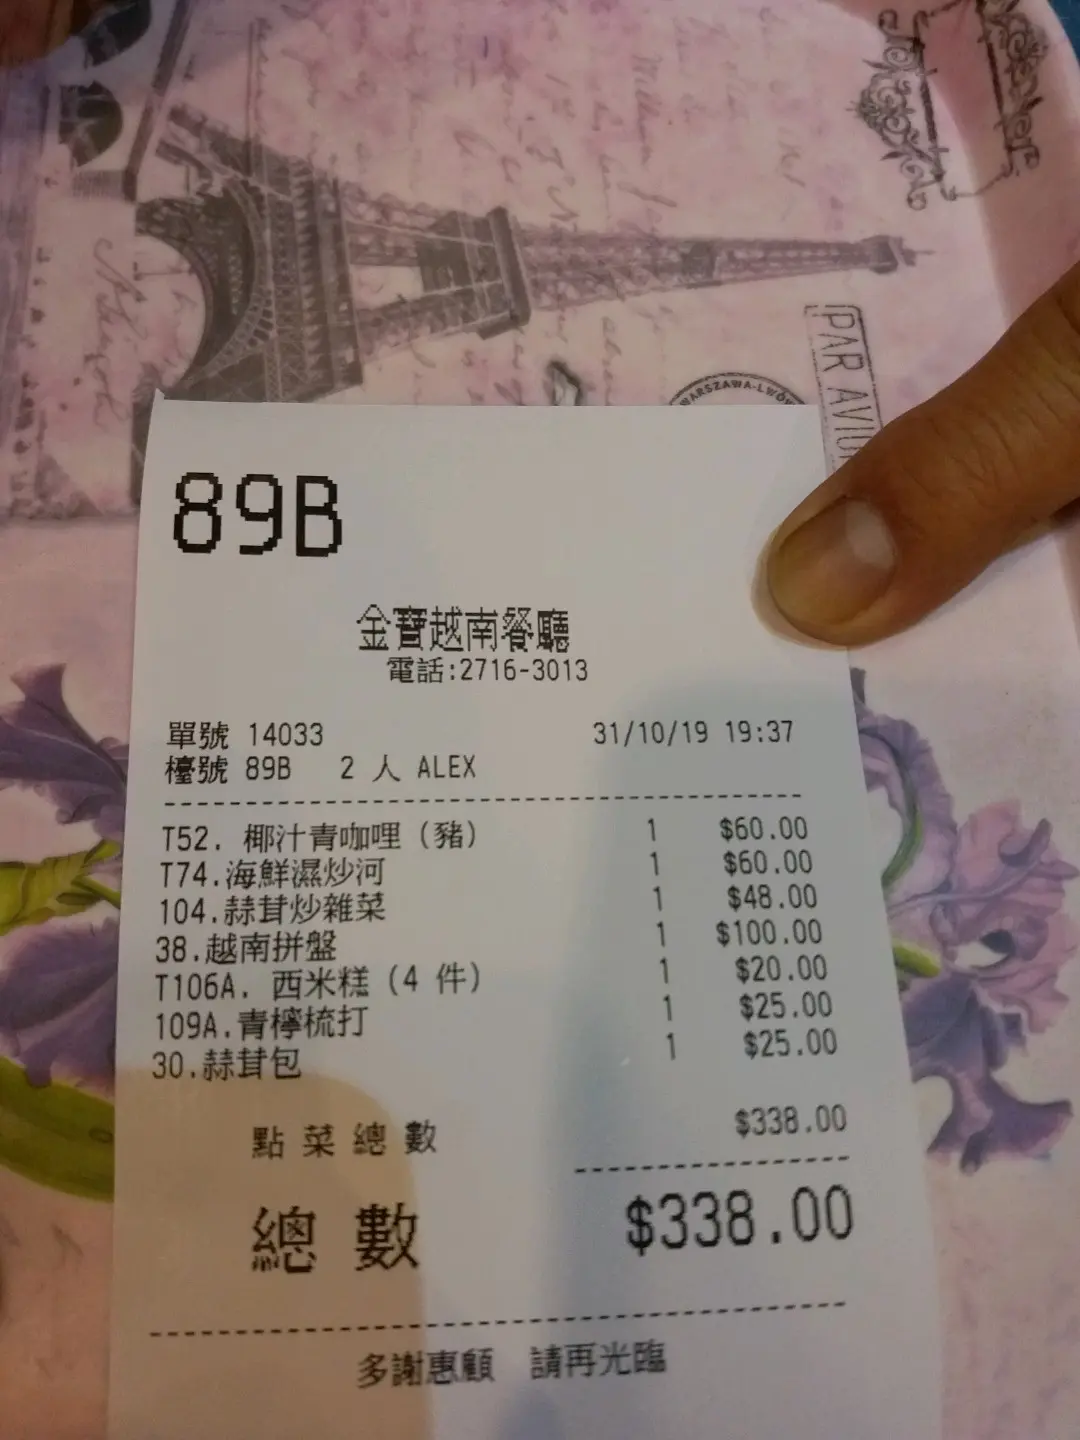 PAR AVIO
WARSZAWA-LWÓW
89B
金寶越南餐廳
電話:2716-3013
單號 14033 31/10/19 19:37
檯號 89B 2 人 ALEX
T52. 椰汁青咖哩 (豬) 1 $60.00
T74.海鮮濕炒河 1 $60.00
104.蒜茸炒雜菜 1 $48.00
38.越南拼盤 1 $100.00
T106A. 西米糕 (4 件) 1 $20.00
109A.青檸梳打 1 $25.00
30.蒜茸包 1 $25.00
點菜總數 $338.00
總數 $338.00
多謝惠顧 請再光臨